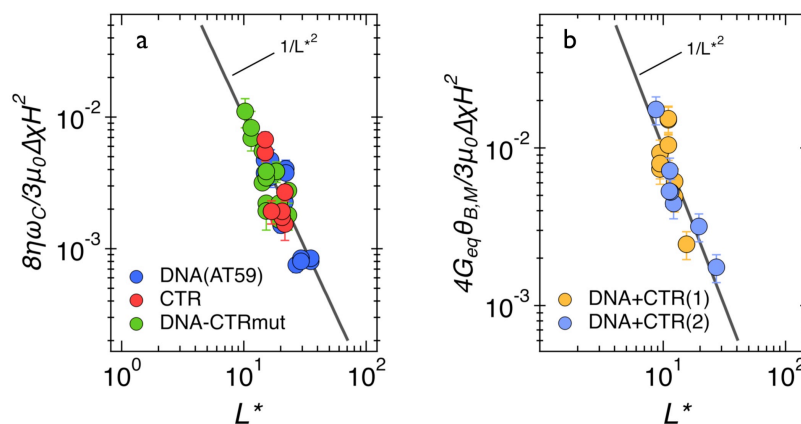 a
1/L*²
8ηω_C/3μ₀ΔχH²
10⁻²
10⁻³
DNA(AT59)
CTR
DNA-CTRmut
10⁰ 10¹ 10²
L*
b
1/L*²
4G_eq θ_B,M/3μ₀ΔχH²
10⁻²
10⁻³
DNA+CTR(1)
DNA+CTR(2)
10¹ 10²
L*